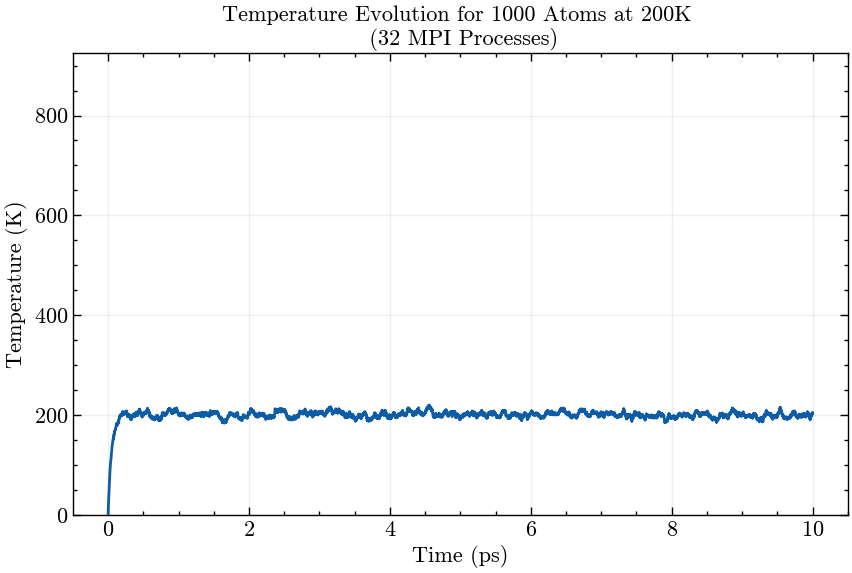 Temperature Evolution for 1000 Atoms at 200K
(32 MPI Processes)
800
600
400
200
0
Temperature (K)
0 2 4 6 8 10
Time (ps)